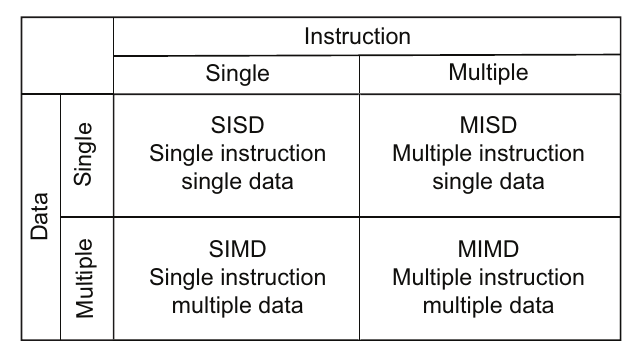 Instruction
Single
Multiple
Data
Single
SISD
Single instruction
single data
MISD
Multiple instruction
single data
Multiple
SIMD
Single instruction
multiple data
MIMD
Multiple instruction
multiple data